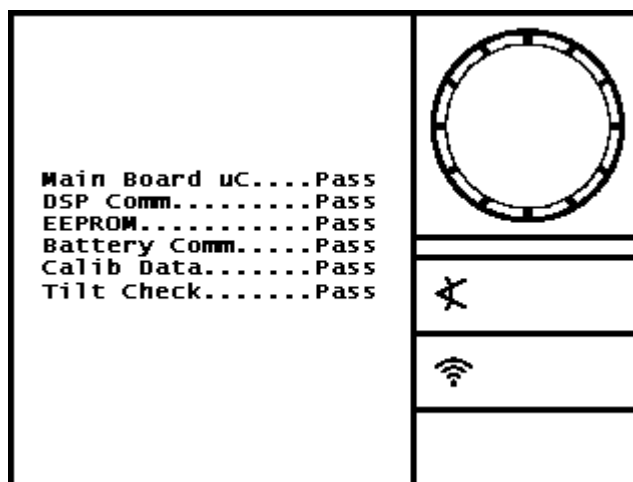 Main Board uC....Pass
DSP Comm.........Pass
EEPROM...........Pass
Battery Comm.....Pass
Calib Data.......Pass
Tilt Check.......Pass